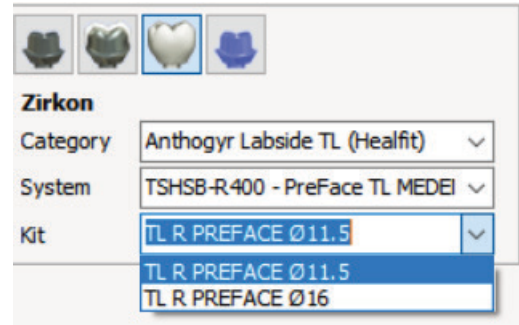 Zirkon
Category Anthogyr Labside TL (Healfit)
System TSHSB-R400 - PreFace TL MEDEI
Kit TL R PREFACE Ø11.5
TL R PREFACE Ø11.5
TL R PREFACE Ø16